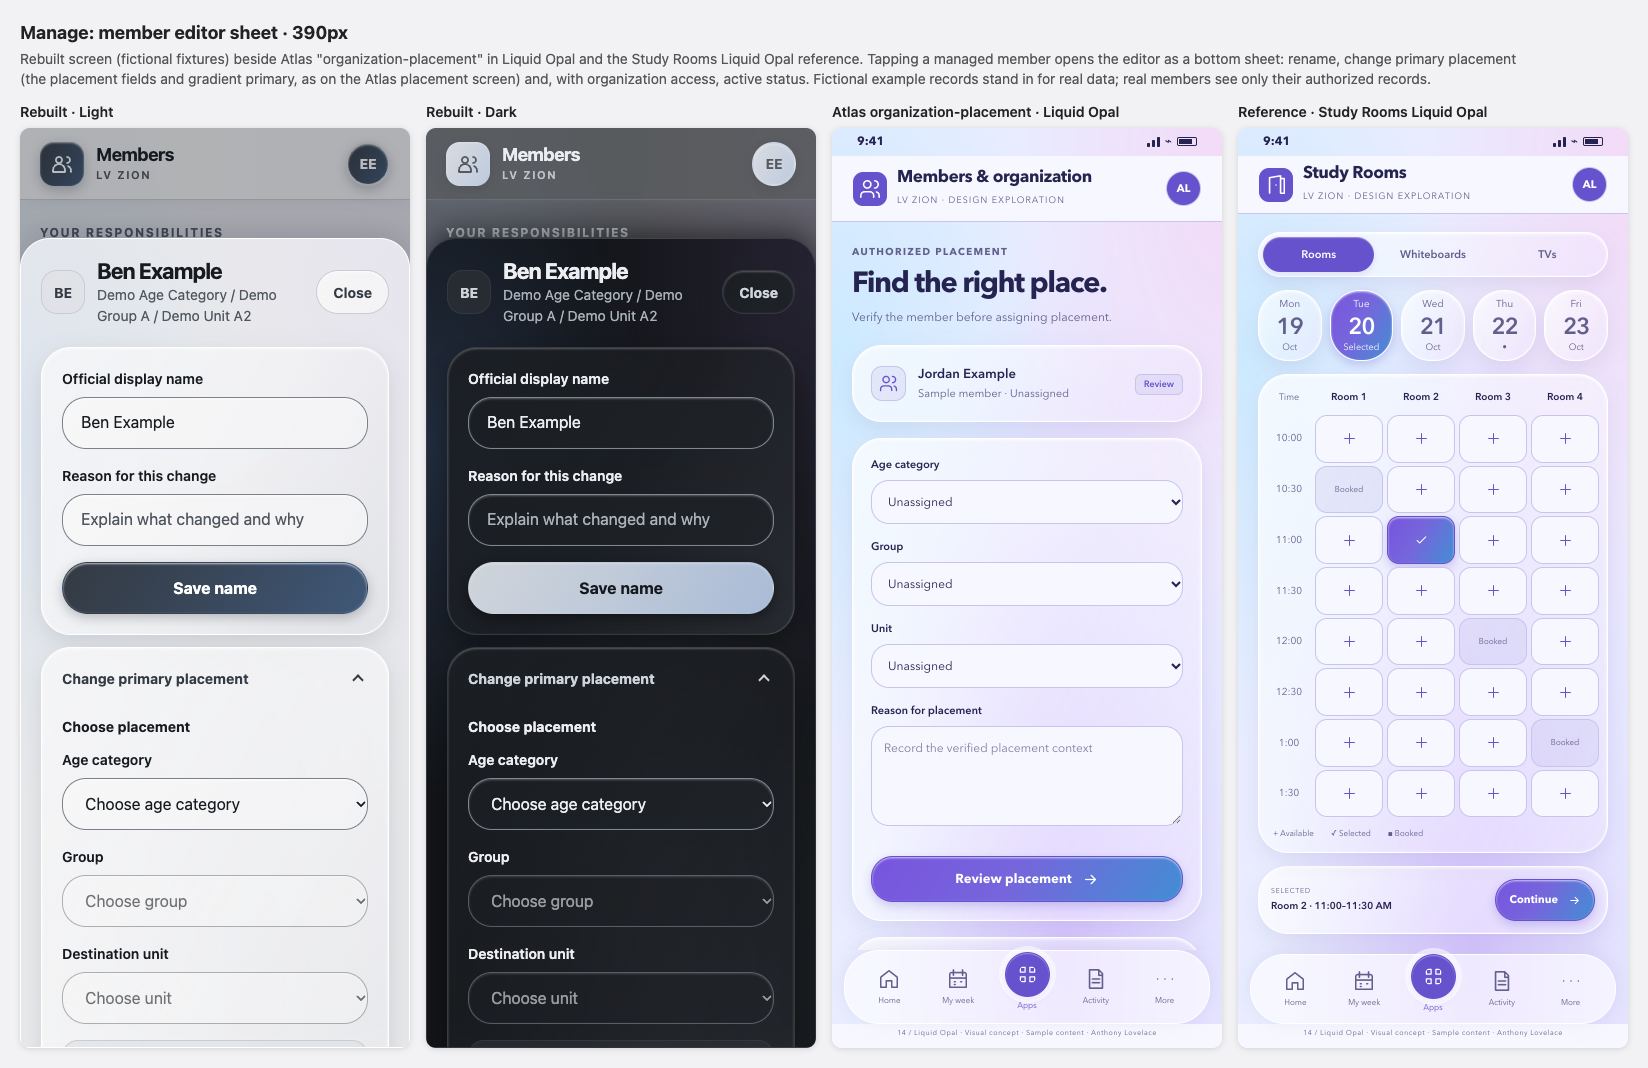 Manage: member editor sheet · 390px
Rebuilt screen (fictional fixtures) beside Atlas "organization-placement" in Liquid Opal and the Study Rooms Liquid Opal reference. Tapping a managed member opens the editor as a bottom sheet: rename, change primary placement
(the placement fields and gradient primary, as on the Atlas placement screen) and, with organization access, active status. Fictional example records stand in for real data; real members see only their authorized records.
Rebuilt · Light
Members
LV ZION
EE
YOUR RESPONSIBILITIES
BE
Ben Example
Demo Age Category / Demo
Group A / Demo Unit A2
Close
Official display name
Ben Example
Reason for this change
Explain what changed and why
Save name
Change primary placement
Choose placement
Age category
Choose age category
Group
Choose group
Destination unit
Choose unit
Rebuilt · Dark
Members
LV ZION
EE
YOUR RESPONSIBILITIES
BE
Ben Example
Demo Age Category / Demo
Group A / Demo Unit A2
Close
Official display name
Ben Example
Reason for this change
Explain what changed and why
Save name
Change primary placement
Choose placement
Age category
Choose age category
Group
Choose group
Destination unit
Choose unit
Atlas organization-placement · Liquid Opal
9:41
Members & organization
LV ZION · DESIGN EXPLORATION
AL
AUTHORIZED PLACEMENT
Find the right place.
Verify the member before assigning placement.
Jordan Example
Sample member · Unassigned
Review
Age category
Unassigned
Group
Unassigned
Unit
Unassigned
Reason for placement
Record the verified placement context
Review placement →
Home My week Apps Activity More
14 / Liquid Opal · Visual concept · Sample content · Anthony Lovelace
Reference · Study Rooms Liquid Opal
9:41
Study Rooms
LV ZION · DESIGN EXPLORATION
AL
Rooms Whiteboards TVs
Mon Tue Wed Thu Fri
19 20 21 22 23
Oct Selected Oct • Oct
Time Room 1 Room 2 Room 3 Room 4
10:00 + + + +
10:30 Booked + + +
11:00 + ✓ + +
11:30 + + + +
12:00 + + Booked +
12:30 + + + +
1:00 + + + Booked
1:30 + + + +
+ Available ✓ Selected ■ Booked
SELECTED
Room 2 · 11:00–11:30 AM
Continue →
Home My week Apps Activity More
14 / Liquid Opal · Visual concept · Sample content · Anthony Lovelace